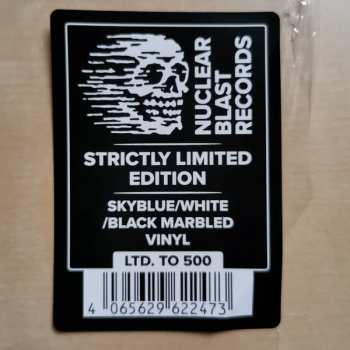 NUCLEAR
BLAST
RECORDS
STRICTLY LIMITED
EDITION
SKYBLUE/WHITE
/BLACK MARBLED
VINYL
LTD. TO 500
4 065629 622473